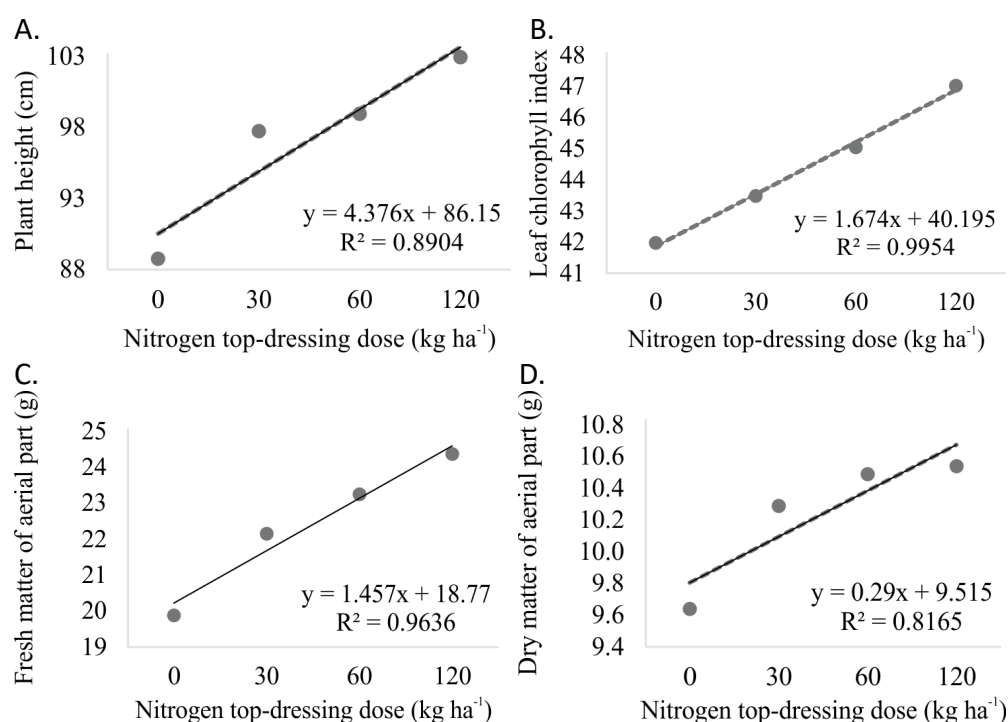 A.
Plant height (cm)
103
98
93
88
y = 4.376x + 86.15
R² = 0.8904
0 30 60 120
Nitrogen top-dressing dose (kg ha⁻¹)
B.
Leaf chlorophyll index
48
47
46
45
44
43
42
41
y = 1.674x + 40.195
R² = 0.9954
0 30 60 120
Nitrogen top-dressing dose (kg ha⁻¹)
C.
Fresh matter of aerial part (g)
25
24
23
22
21
20
19
y = 1.457x + 18.77
R² = 0.9636
0 30 60 120
Nitrogen top-dressing dose (kg ha⁻¹)
D.
Dry matter of aerial part (g)
10.8
10.6
10.4
10.2
10.0
9.8
9.6
9.4
y = 0.29x + 9.515
R² = 0.8165
0 30 60 120
Nitrogen top-dressing dose (kg ha⁻¹)